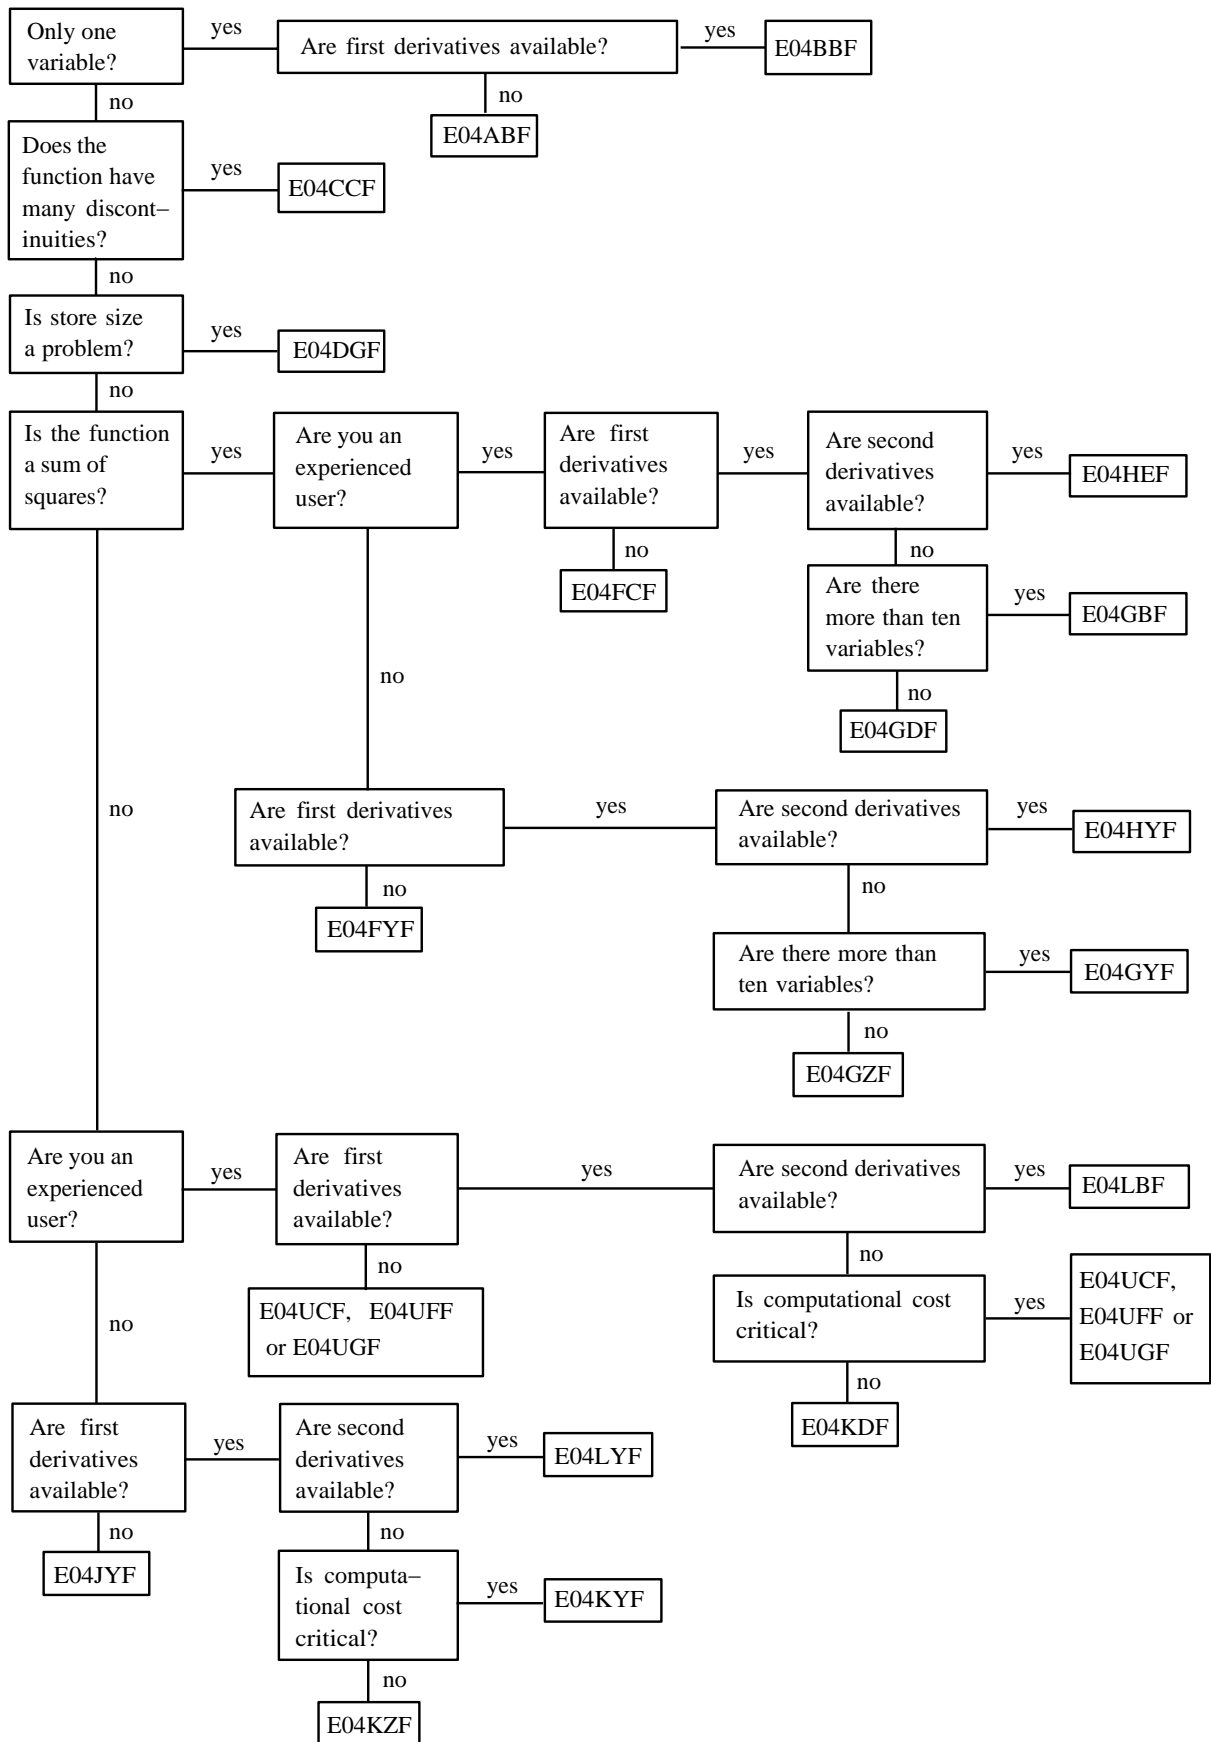 Only one
variable?
yes
Are first derivatives available?
yes
E04BBF
no
no
E04ABF
Does the
function have
many discont–
inuities?
yes
E04CCF
no
Is store size
a problem?
yes
E04DGF
no
Is the function
a sum of
squares?
yes
Are you an
experienced
user?
yes
Are first
derivatives
available?
yes
Are second
derivatives
available?
yes
E04HEF
no
E04FCF
no
Are there
more than ten
variables?
yes
E04GBF
no
E04GDF
no
no
Are first derivatives
available?
yes
Are second derivatives
available?
yes
E04HYF
no
E04FYF
no
Are there more than
ten variables?
yes
E04GYF
no
E04GZF
Are you an
experienced
user?
yes
Are first
derivatives
available?
yes
Are second derivatives
available?
yes
E04LBF
no
E04UCF, E04UFF
or E04UGF
no
Is computational cost
critical?
yes
E04UCF,
E04UFF or
E04UGF
no
E04KDF
no
Are first
derivatives
available?
yes
Are second
derivatives
available?
yes
E04LYF
no
E04JYF
no
Is computa–
tional cost
critical?
yes
E04KYF
no
E04KZF